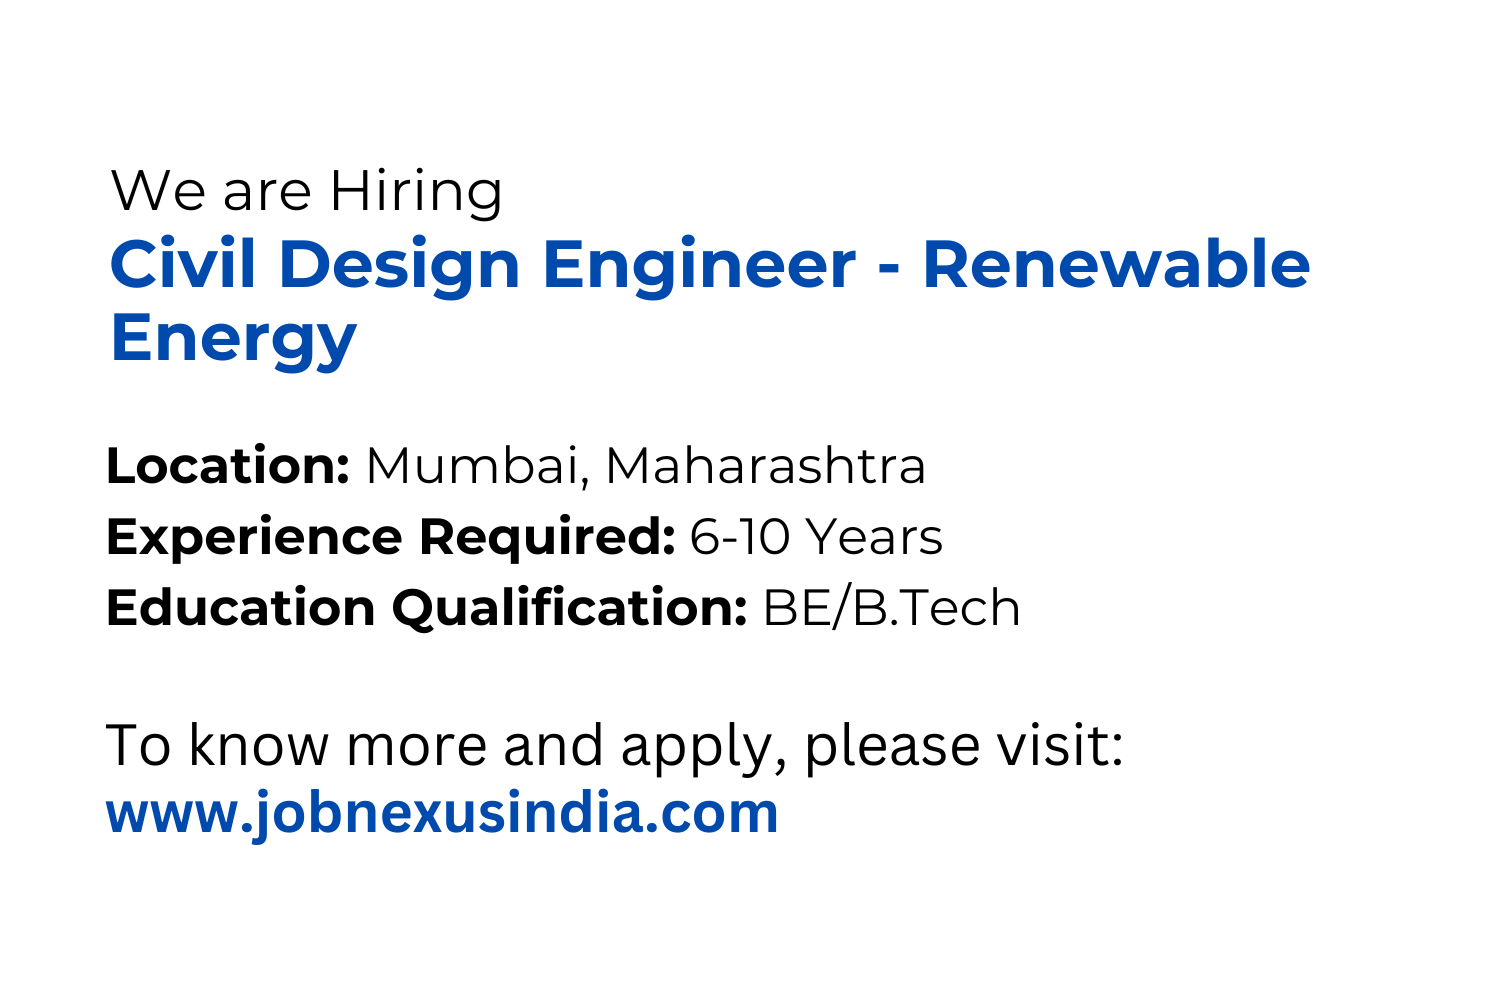 We are Hiring
Civil Design Engineer - Renewable
Energy
Location: Mumbai, Maharashtra
Experience Required: 6-10 Years
Education Qualification: BE/B.Tech
To know more and apply, please visit:
www.jobnexusindia.com